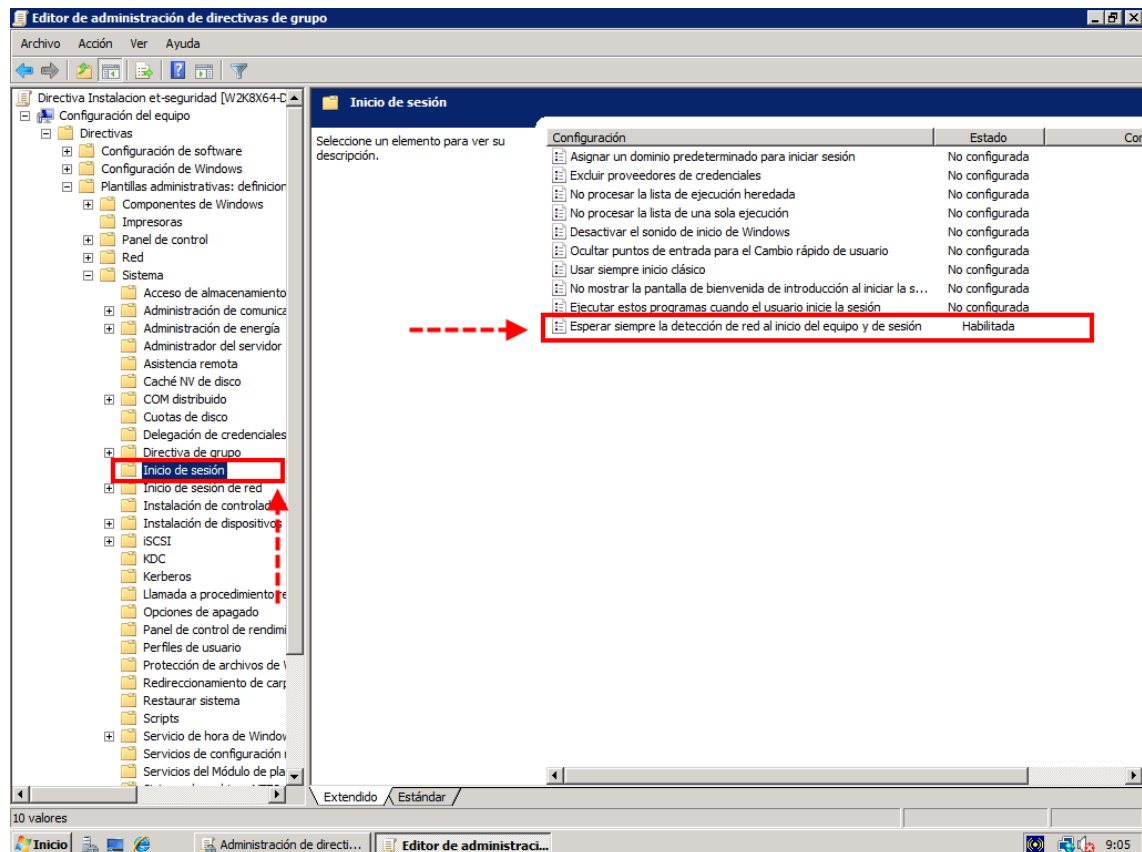 Editor de administración de directivas de grupo
Archivo Acción Ver Ayuda
Directiva Instalacion et-seguridad [W2K8X64-D
Configuración del equipo
Directivas
Configuración de software
Configuración de Windows
Plantillas administrativas: definicion
Componentes de Windows
Impresoras
Panel de control
Red
Sistema
Acceso de almacenamiento
Administración de comunica
Administración de energía
Administrador del servidor
Asistencia remota
Caché NV de disco
COM distribuido
Cuotas de disco
Delegación de credenciales
Directiva de grupo
Inicio de sesión
Inicio de sesión de red
Instalación de controlad
Instalación de dispositivos
iSCSI
KDC
Kerberos
Llamada a procedimiento re
Opciones de apagado
Panel de control de rendimi
Perfiles de usuario
Protección de archivos de W
Redireccionamiento de carp
Restaurar sistema
Scripts
Servicio de hora de Window
Servicios de configuración
Servicios del Módulo de pla
Inicio de sesión
Seleccione un elemento para ver su
descripción.
Configuración Estado Cor
Asignar un dominio predeterminado para iniciar sesión No configurada
Excluir proveedores de credenciales No configurada
No procesar la lista de ejecución heredada No configurada
No procesar la lista de una sola ejecución No configurada
Desactivar el sonido de inicio de Windows No configurada
Ocultar puntos de entrada para el Cambio rápido de usuario No configurada
Usar siempre inicio clásico No configurada
No mostrar la pantalla de bienvenida de introducción al iniciar la s... No configurada
Ejecutar estos programas cuando el usuario inicie la sesión No configurada
Esperar siempre la detección de red al inicio del equipo y de sesión Habilitada
Extendido Estándar
10 valores
Inicio Administración de directi... Editor de administraci... 9:05